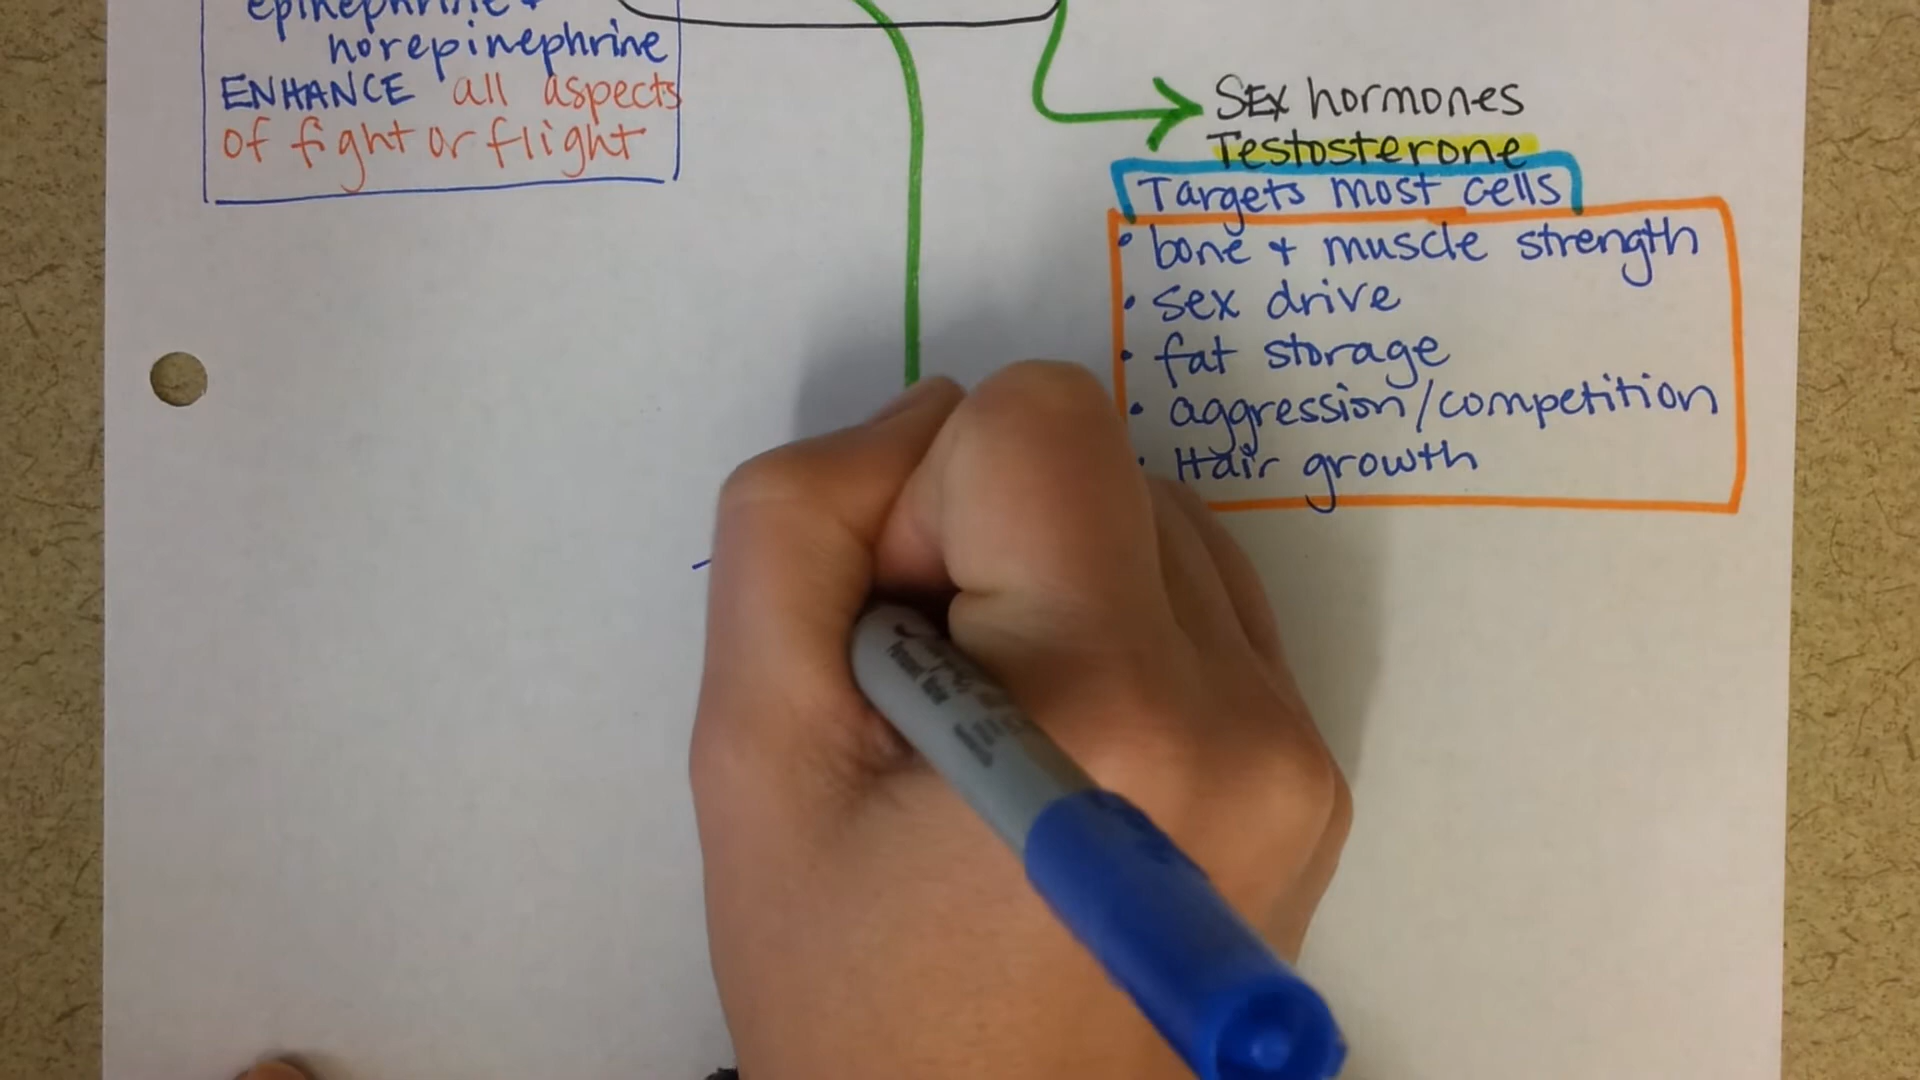 epinephrine +
norepinephrine
ENHANCE all aspects
of fight or flight
SEX hormones
Testosterone
Targets most cells
• bone + muscle strength
• sex drive
• fat storage
• aggression/competition
• Hair growth